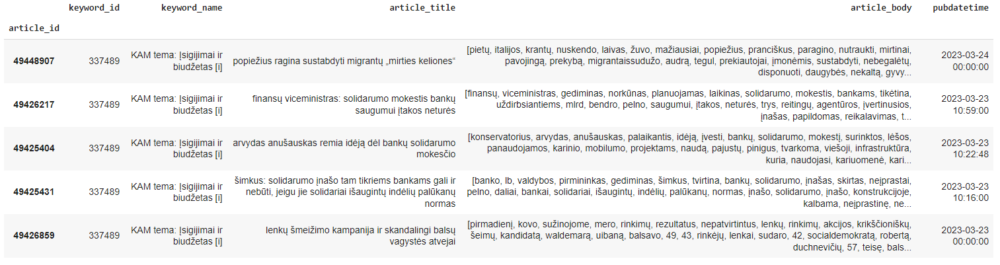 keyword_id keyword_name article_title article_body pubdatetime
article_id
49448907 337489 KAM tema: Įsigijimai ir biudžetas [i] popiežius ragina sustabdyti migrantų „mirties keliones“ [pietų, italijos, krantų, nuskendo, laivas, žuvo, mažiausiai, popiežius, pranciškus, paragino, nutraukti, mirtinai, pavojingą, prekybą, migrantaissudužo, audrą, tegul, prekiautojai, įmonėmis, sustabdyti, nebegalėtų, disponuoti, daugybės, nekaltą, gyvy... 2023-03-24 00:00:00
49426217 337489 KAM tema: Įsigijimai ir biudžetas [i] finansų viceministras: solidarumo mokestis bankų saugumui įtakos neturės [finansų, viceministras, gediminas, norkūnas, planuojamas, laikinas, solidarumo, mokestis, bankams, tikėtina, uždirbsiantiems, mlrd, bendro, pelno, saugumui, įtakos, neturės, trys, reitingų, agentūros, įvertinusios, įnašas, papildomas, reikalavimas, t... 2023-03-23 10:59:00
49425404 337489 KAM tema: Įsigijimai ir biudžetas [i] arvydas anušauskas remia idėją dėl bankų solidarumo mokesčio [konservatorius, arvydas, anušauskas, palaikantis, idėją, įvesti, bankų, solidarumo, mokestį, surinktos, lėšos, panaudojamos, karinio, mobilumo, projektams, naudą, pajustų, pinigus, tvarkoma, viešoji, infrastruktūra, kuria, naudojasi, kariuomenė, kari... 2023-03-23 10:22:48
49425431 337489 KAM tema: Įsigijimai ir biudžetas [i] šimkus: solidarumo įnašo tam tikriems bankams gali ir nebūti, jeigu jie solidariai išaugintų indėlių palūkanų normas [banko, lb, valdybos, pirmininkas, gediminas, šimkus, tvirtina, bankų, solidarumo, įnašas, skirtas, neįprastai, pelno, daliai, bankai, solidariai, išaugintų, indėlių, palūkanų, normas, įnašo, solidarumo, įnašo, konstrukcijoje, kalbama, neįprastinę, ne... 2023-03-23 10:16:00
49426859 337489 KAM tema: Įsigijimai ir biudžetas [i] lenkų šmeižimo kampanija ir skandalingi balsų vagystės atvejai [pirmadienį, kovo, sužinojome, mero, rinkimų, rezultatus, nepatvirtintus, lenkų, rinkimų, akcijos, krikščioniškų, šeimų, kandidatą, waldemarą, uibaną, balsavo, 49, 43, rinkėjų, lenkai, sudaro, 42, socialdemokratą, robertą, duchnevičių, 57, teisę, bals... 2023-03-23 00:00:00